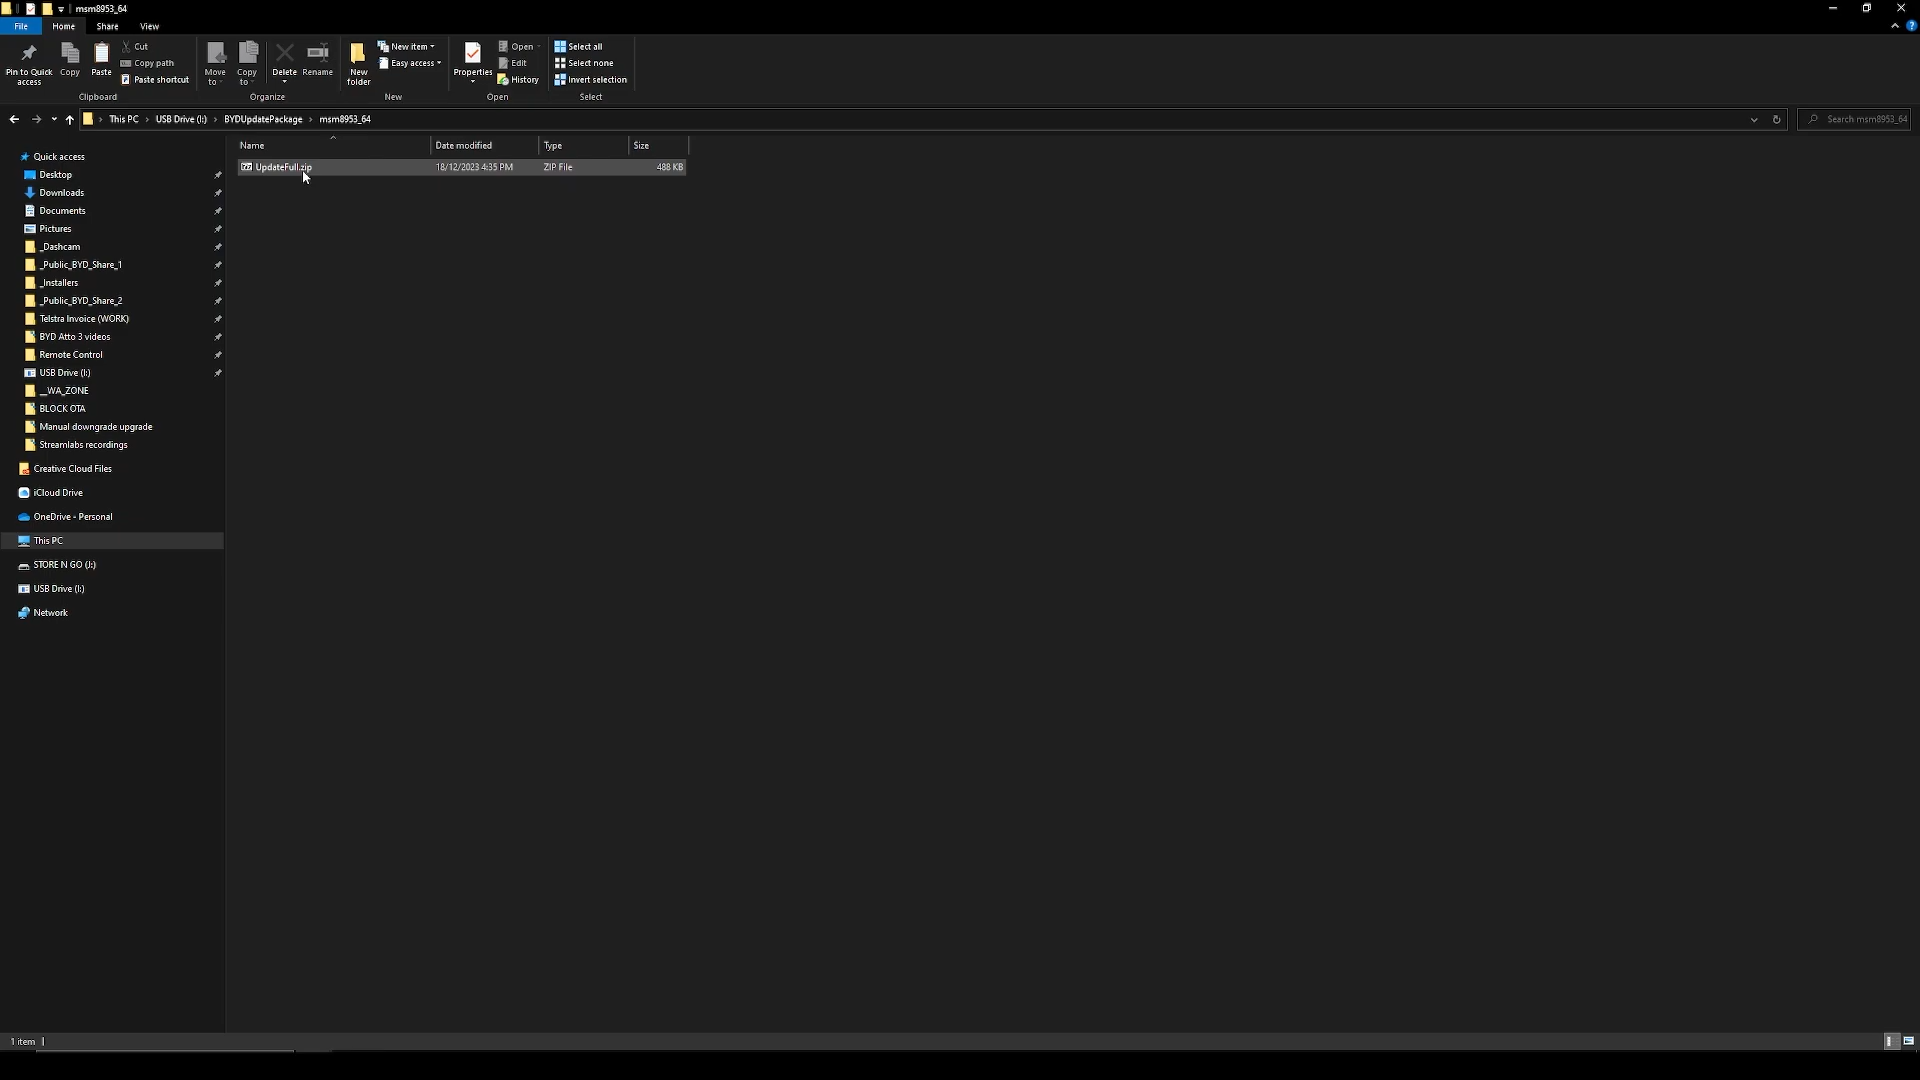 msm8953_64
File Home Share View
Pin to Quick access
Copy
Paste
Cut
Copy path
Paste shortcut
Clipboard
Move to
Copy to
Delete
Rename
Organize
New folder
New item
Easy access
New
Properties
Open
Edit
History
Open
Select all
Select none
Invert selection
Select
This PC › USB Drive (I:) › BYDUpdatePackage › msm8953_64
Search msm8953_64
Name Date modified Type Size
UpdateFull.zip 18/12/2023 4:35 PM ZIP File 488 KB
Quick access
Desktop
Downloads
Documents
Pictures
_Dashcam
_Public_BYD_Share_1
_Installers
_Public_BYD_Share_2
Telstra Invoice (WORK)
BYD Atto 3 videos
Remote Control
USB Drive (I:)
__WA_ZONE
BLOCK OTA
Manual downgrade upgrade
Streamlabs recordings
Creative Cloud Files
iCloud Drive
OneDrive - Personal
This PC
STORE N GO (J:)
USB Drive (I:)
Network
1 item